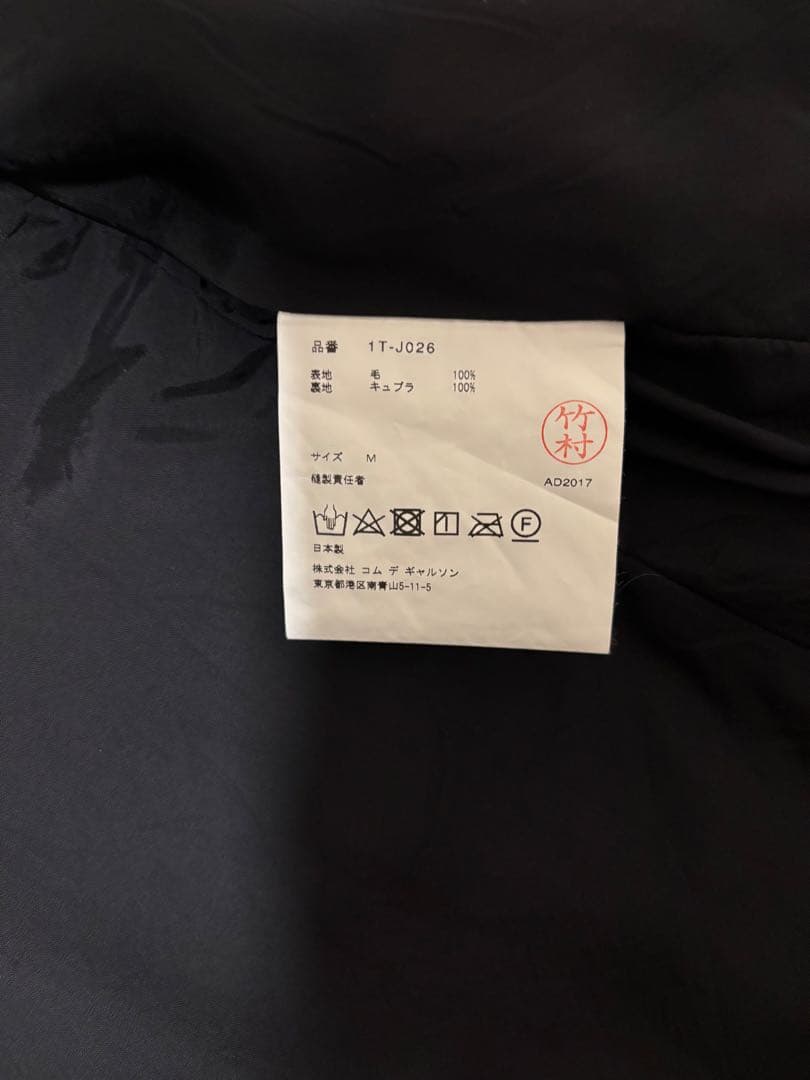 品番 1T-J026
表地 毛 100%
裏地 キュプラ 100%
竹村
サイズ M
縫製責任者
AD2017
F
日本製
株式会社 コム デ ギャルソン
東京都港区南青山5-11-5